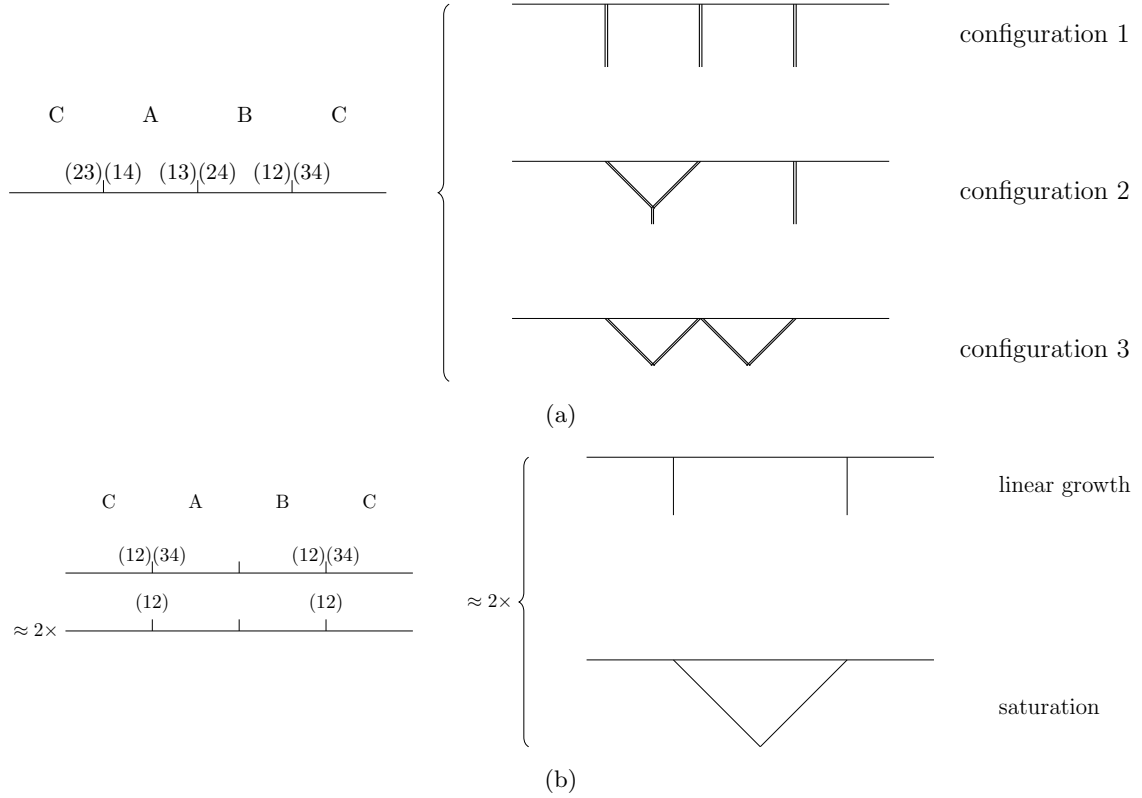 configuration 1
C A B C
(23)(14) (13)(24) (12)(34)
configuration 2
configuration 3
(a)
C A B C
(12)(34) (12)(34)
(12) (12)
≈ 2×
≈ 2×
linear growth
saturation
(b)